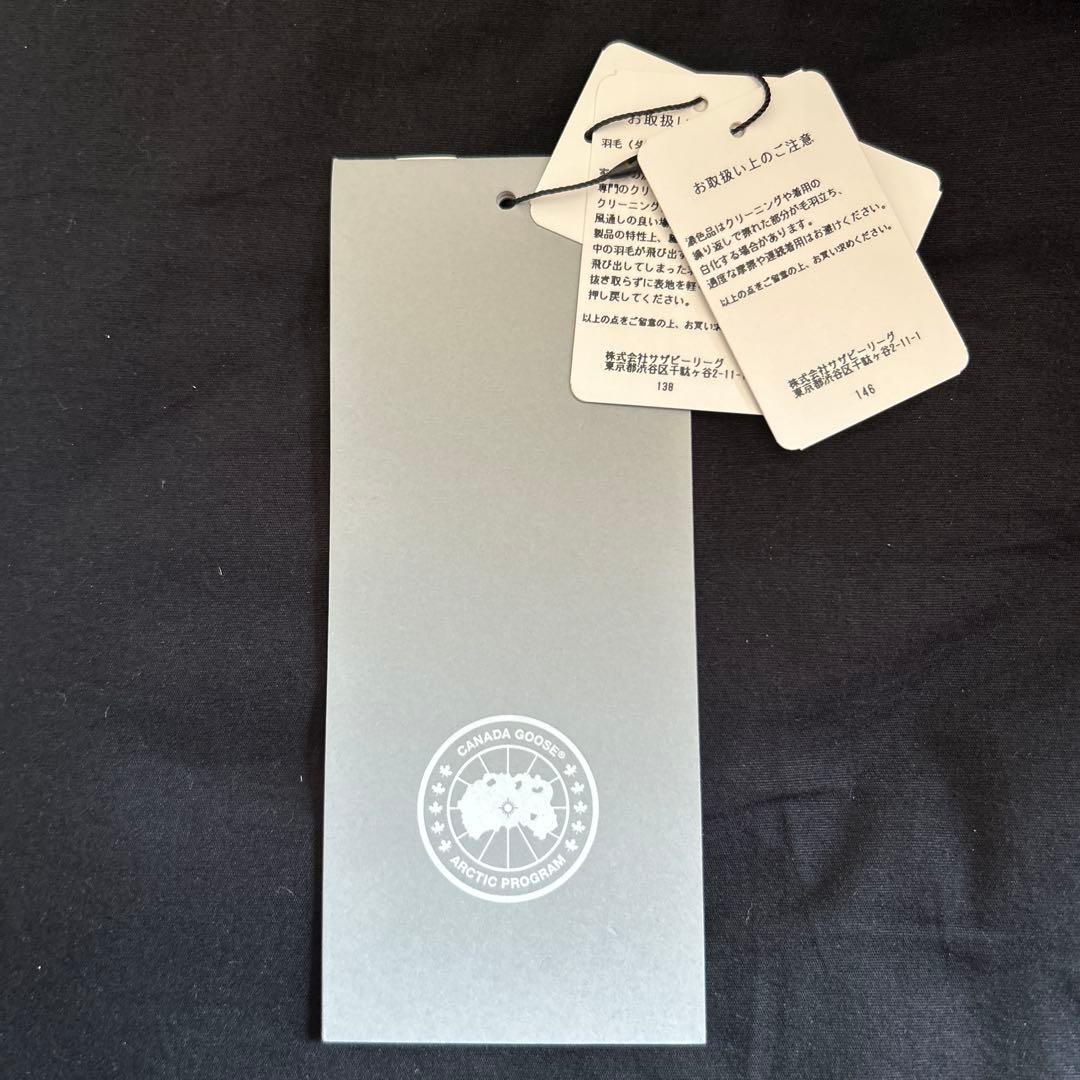 お取扱い
羽毛（ダ
専門のクリ
クリーニング
風通しの良い場
製品の特性上、
中の羽毛が飛び出す
飛び出してしまった
抜き取らずに表地を軽
押し戻してください。
以上の点をご留意の上、お買い求
株式会社サザビーリーグ
東京都渋谷区千駄ヶ谷2-11-1
138
お取扱い上のご注意
濃色品はクリーニングや着用の
繰り返しで擦れた部分が毛羽立ち、
白化する場合があります。
過度な摩擦や連続着用はお避けください。
以上の点をご留意の上、お買い求めください。
株式会社サザビーリーグ
東京都渋谷区千駄ヶ谷2-11-1
146
CANADA GOOSE®
ARCTIC PROGRAM